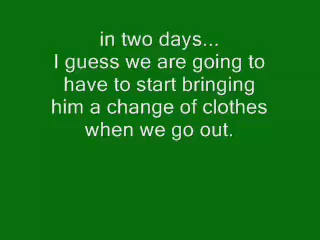 in two days...
I guess we are going to
have to start bringing
him a change of clothes
when we go out.